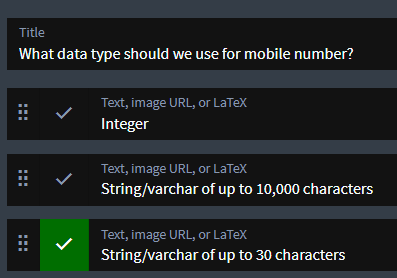 Title
What data type should we use for mobile number?
Text, image URL, or LaTeX
Integer
Text, image URL, or LaTeX
String/varchar of up to 10,000 characters
Text, image URL, or LaTeX
String/varchar of up to 30 characters